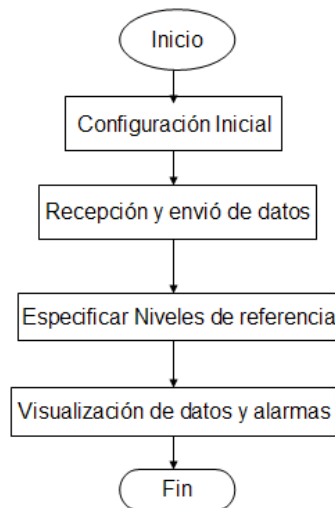 Inicio
Configuración Inicial
Recepción y envió de datos
Especificar Niveles de referencia
Visualización de datos y alarmas
Fin